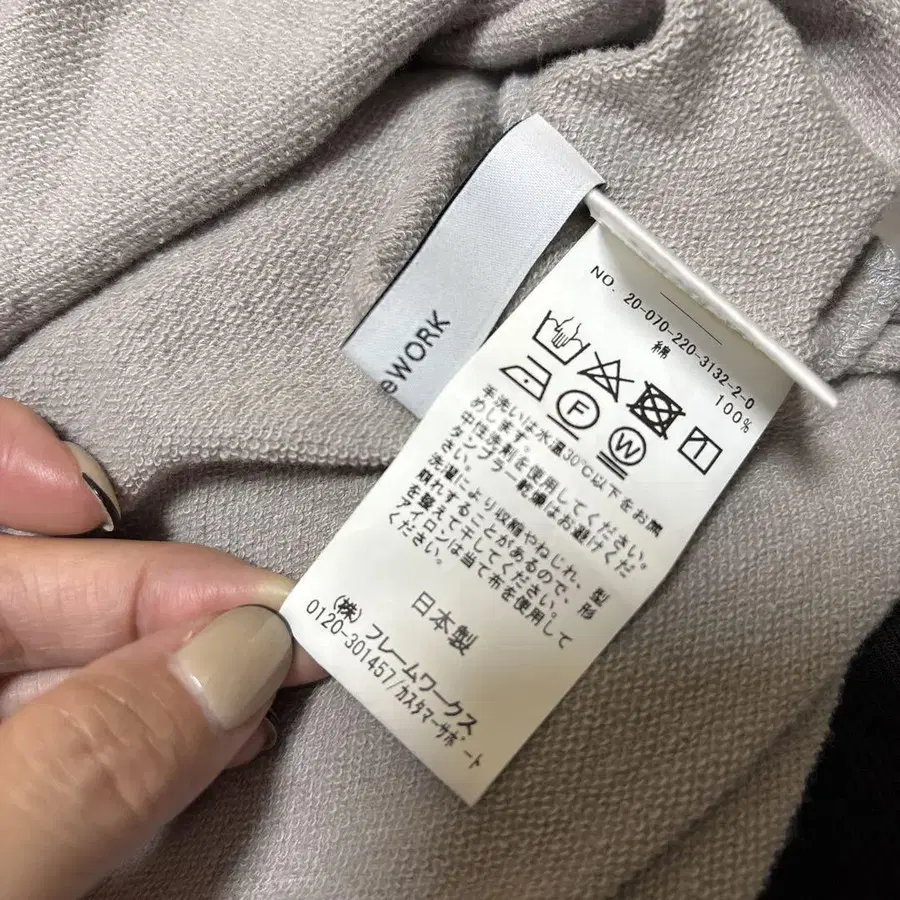 eWORK
NO. 20-070-220-3132-2-0
綿 100%
F
W
手洗いは水温30℃以下をお薦
めします。
中性洗剤を使用してください。
タンブラー乾燥はお避けくだ
さい。
洗濯により収縮やねじれ、型
崩れすることがあるので、形
を整えて干してください。
アイロンは当て布を使用して
ください。
日本製
(株)フレームワークス
0120-301457/カスタマーサポート